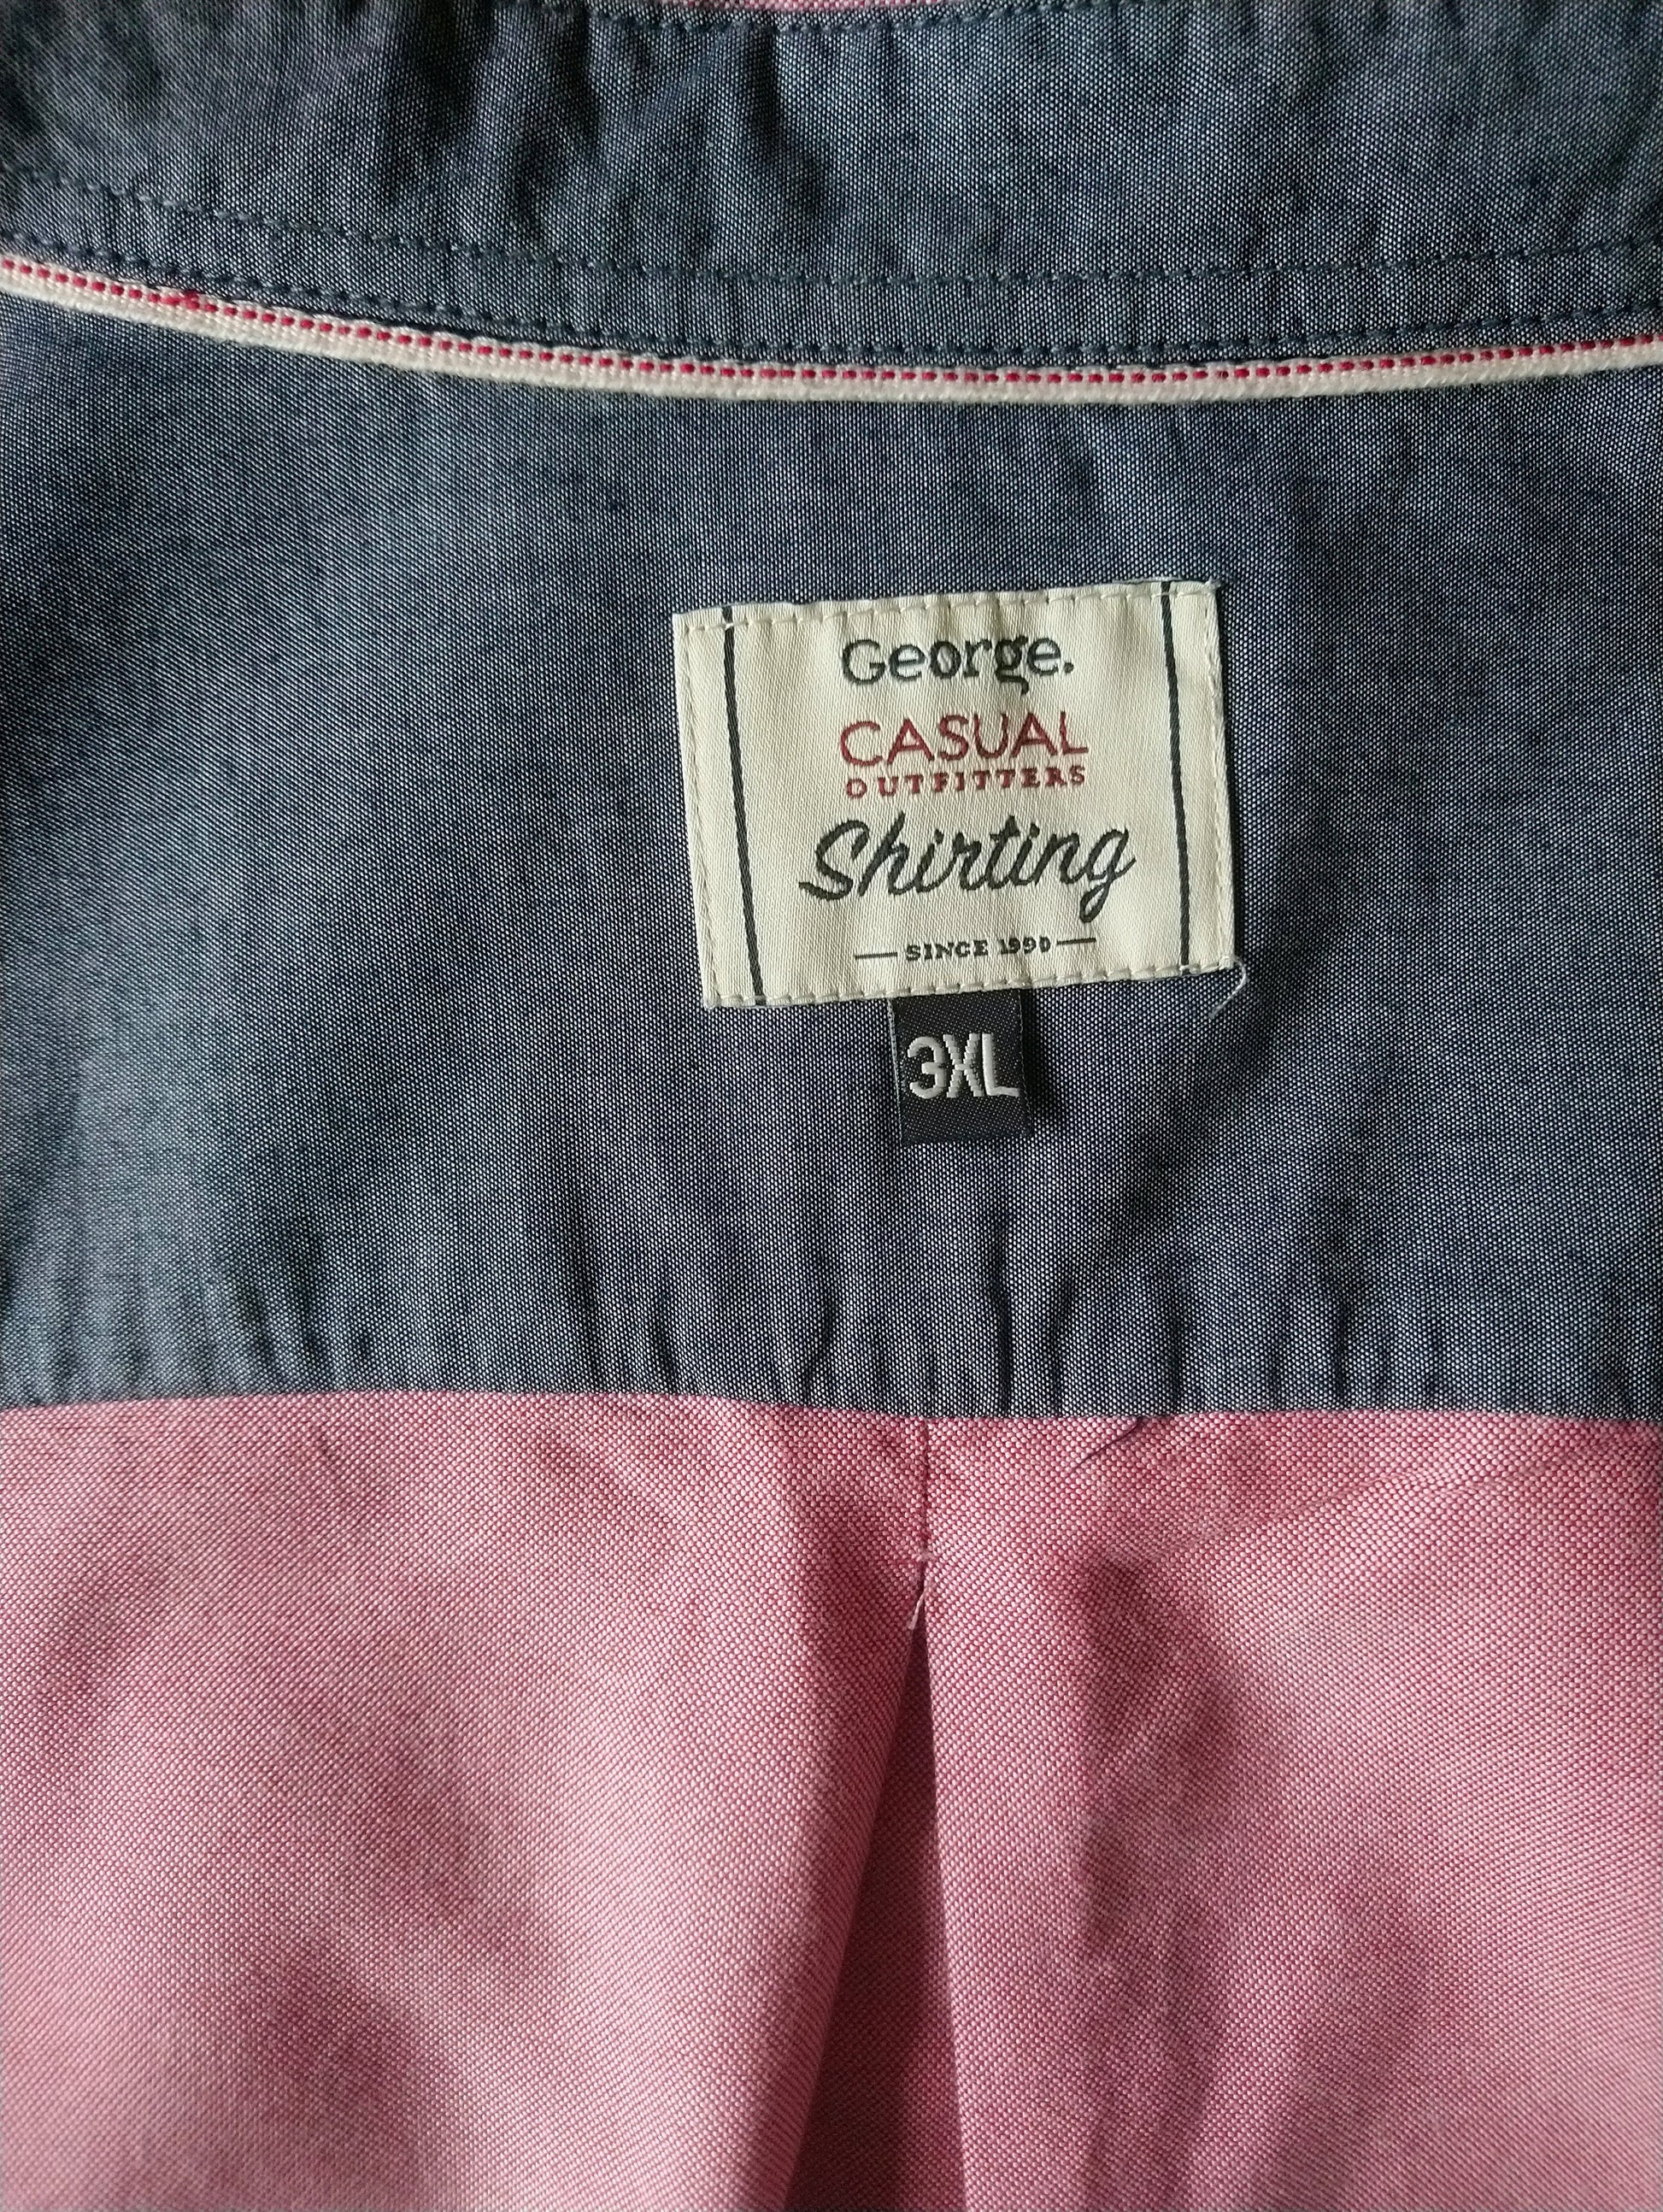 George.
CASUAL
OUTFITTERS
Shirting
SINCE 1990
3XL